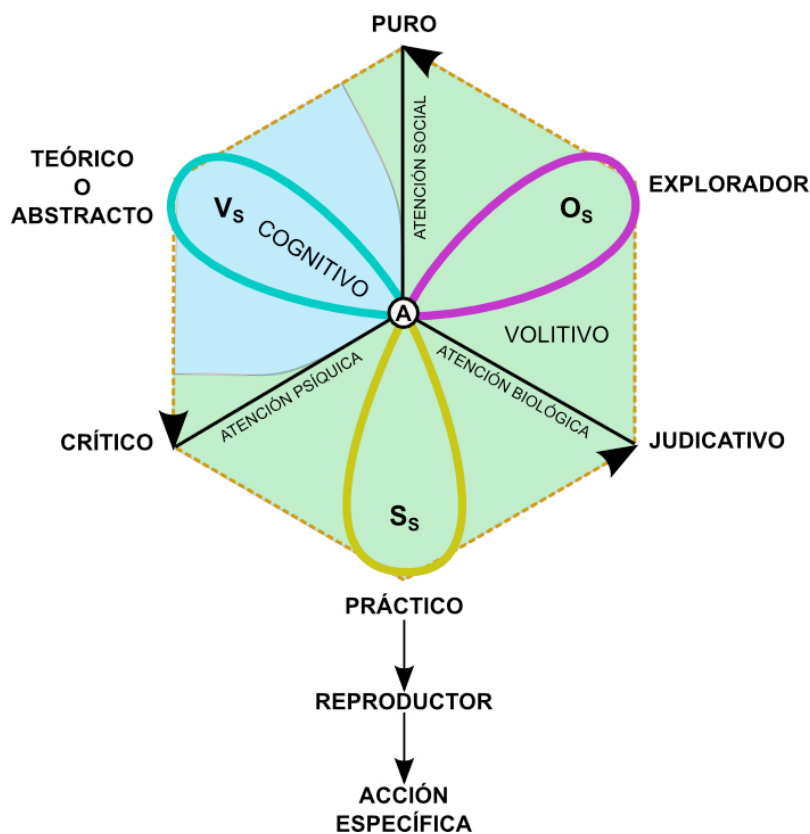 PURO
ATENCIÓN SOCIAL
TEÓRICO
O
ABSTRACTO
VS
COGNITIVO
OS
EXPLORADOR
A
VOLITIVO
ATENCIÓN PSÍQUICA
ATENCIÓN BIOLÓGICA
CRÍTICO
JUDICATIVO
SS
PRÁCTICO
REPRODUCTOR
ACCIÓN
ESPECÍFICA